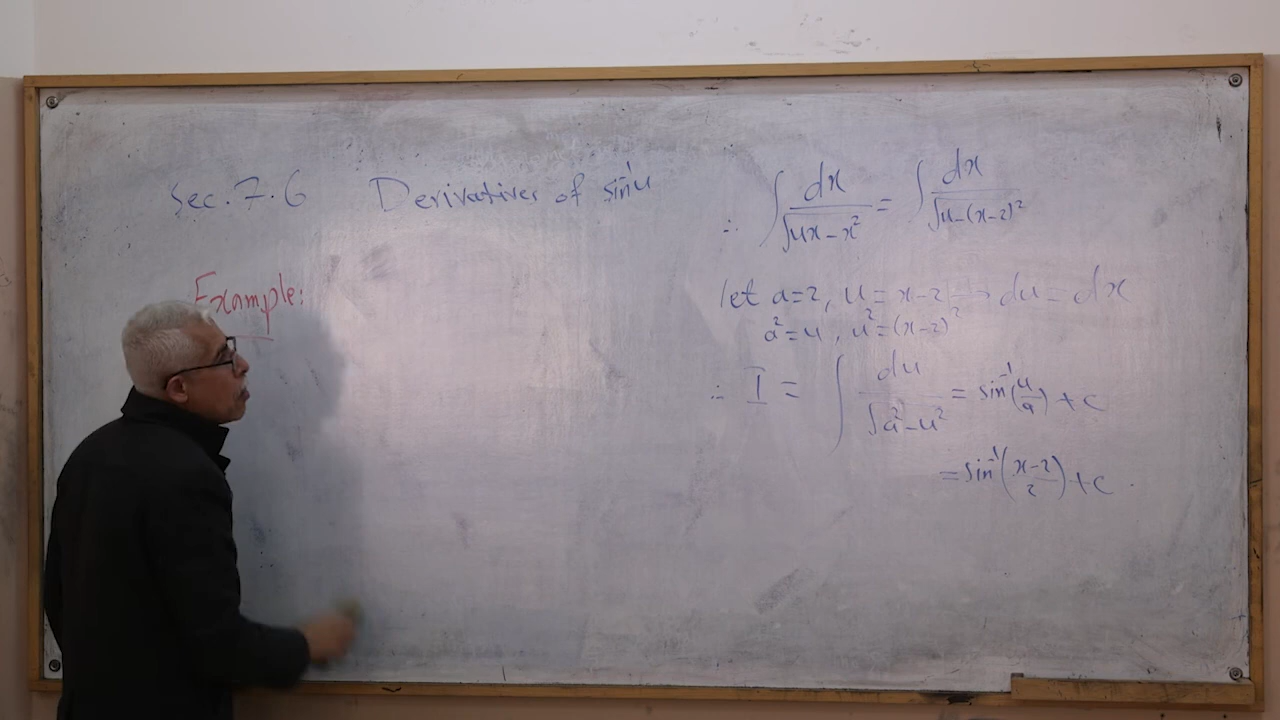 Sec. 7.6 Derivatives of sin⁻¹u
Example:
∴ ∫ dx/√(4x-x²) = ∫ dx/√(4-(x-2)²
let a=2, u=x-2 → du=dx
a²=4, u²=(x-2)²
∴ I = ∫ du/√(a²-u²) = sin⁻¹(u/a)+c
= sin⁻¹((x-2)/2)+c.